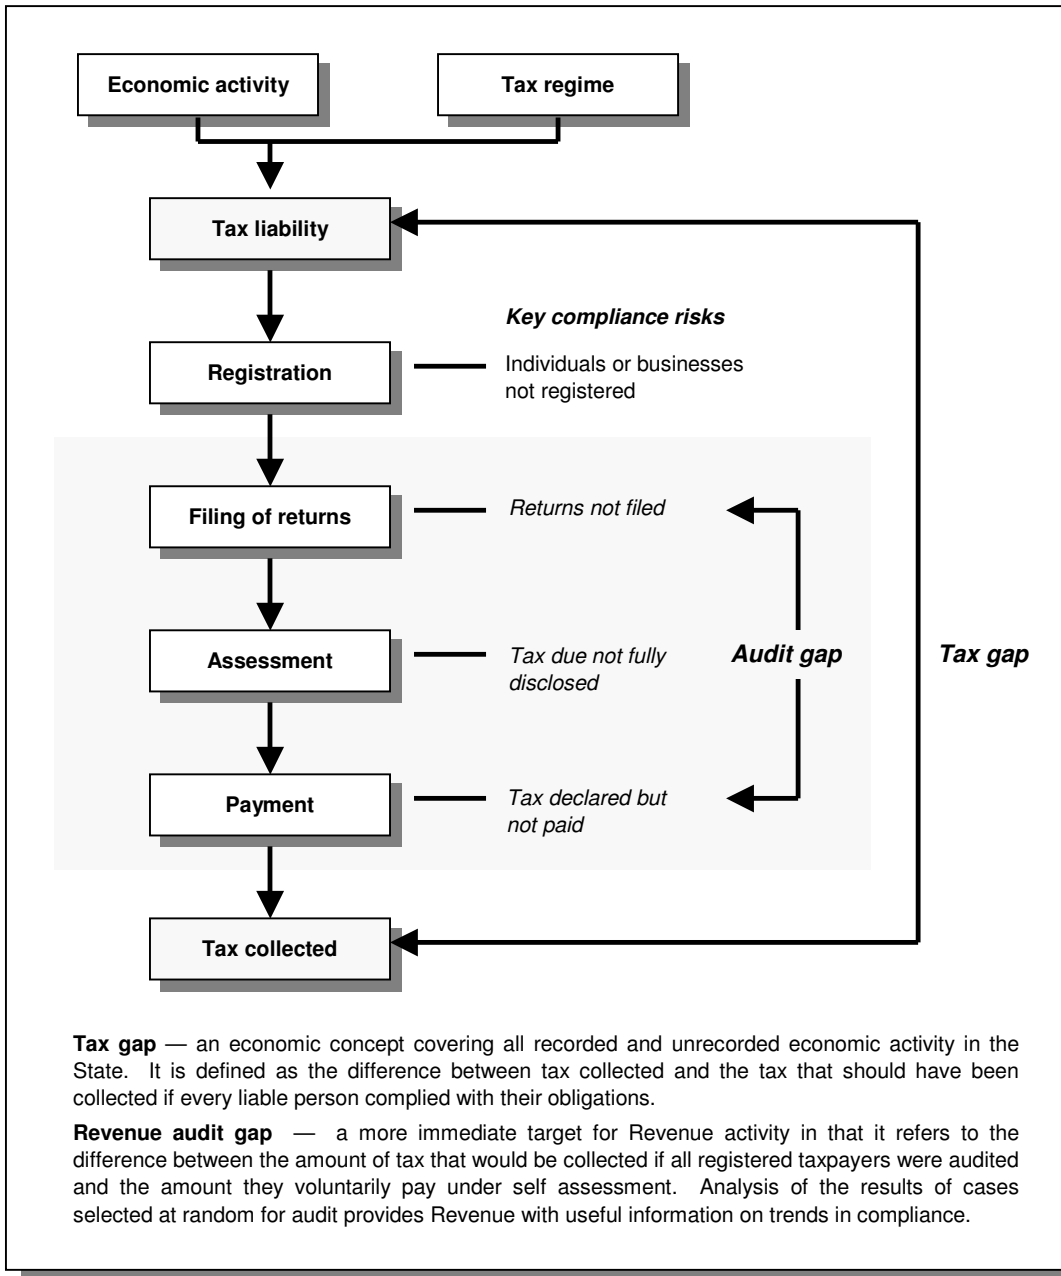 Economic activity
Tax regime
Tax liability
Key compliance risks
Registration
Individuals or businesses
not registered
Filing of returns
Returns not filed
Assessment
Tax due not fully
disclosed
Audit gap
Tax gap
Payment
Tax declared but
not paid
Tax collected
Tax gap — an economic concept covering all recorded and unrecorded economic activity in the
State. It is defined as the difference between tax collected and the tax that should have been
collected if every liable person complied with their obligations.
Revenue audit gap — a more immediate target for Revenue activity in that it refers to the
difference between the amount of tax that would be collected if all registered taxpayers were audited
and the amount they voluntarily pay under self assessment. Analysis of the results of cases
selected at random for audit provides Revenue with useful information on trends in compliance.